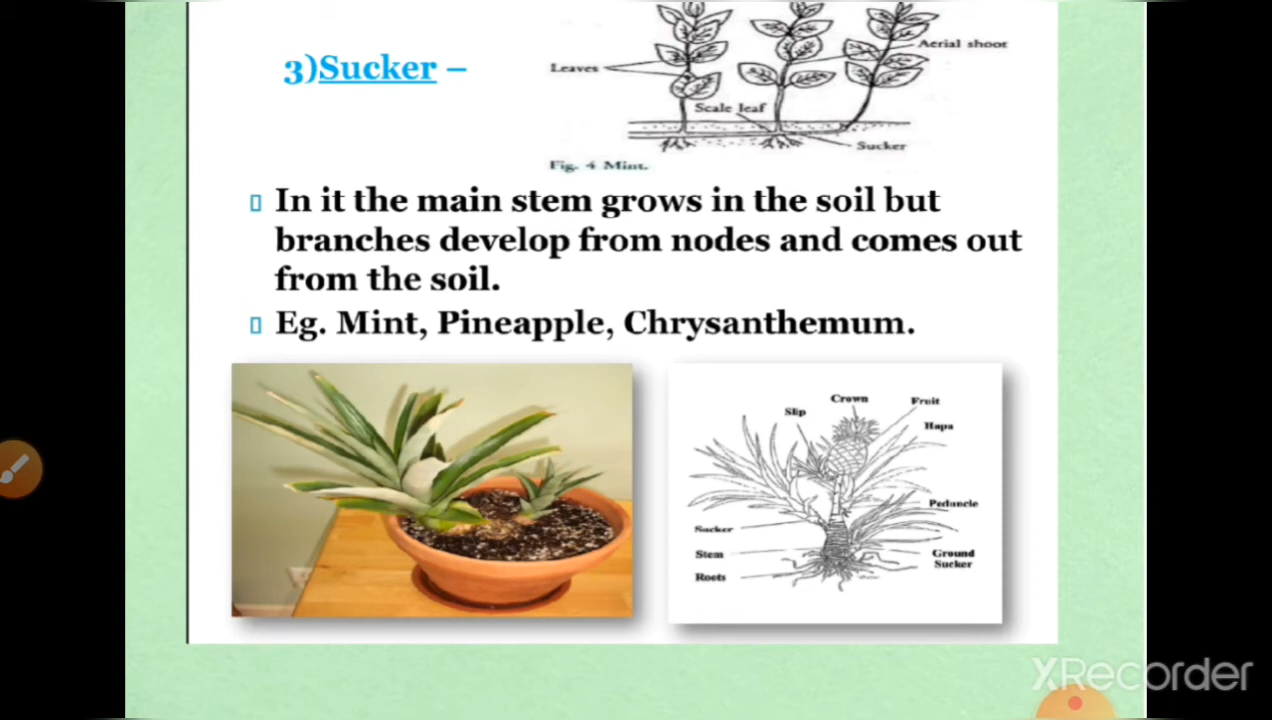 3)Sucker –
Leaves
Aerial shoot
Scale leaf
Sucker
Fig. 4 Mint.
In it the main stem grows in the soil but
branches develop from nodes and comes out
from the soil.
Eg. Mint, Pineapple, Chrysanthemum.
Crown
Fruit
Slip
Hapa
Peduncle
Sucker
Stem
Ground
Sucker
Roots
XRecorder